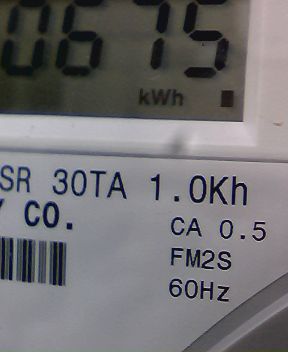 0675
kWh
SR 30TA 1.0Kh
Y CO.
CA 0.5
FM2S
60Hz